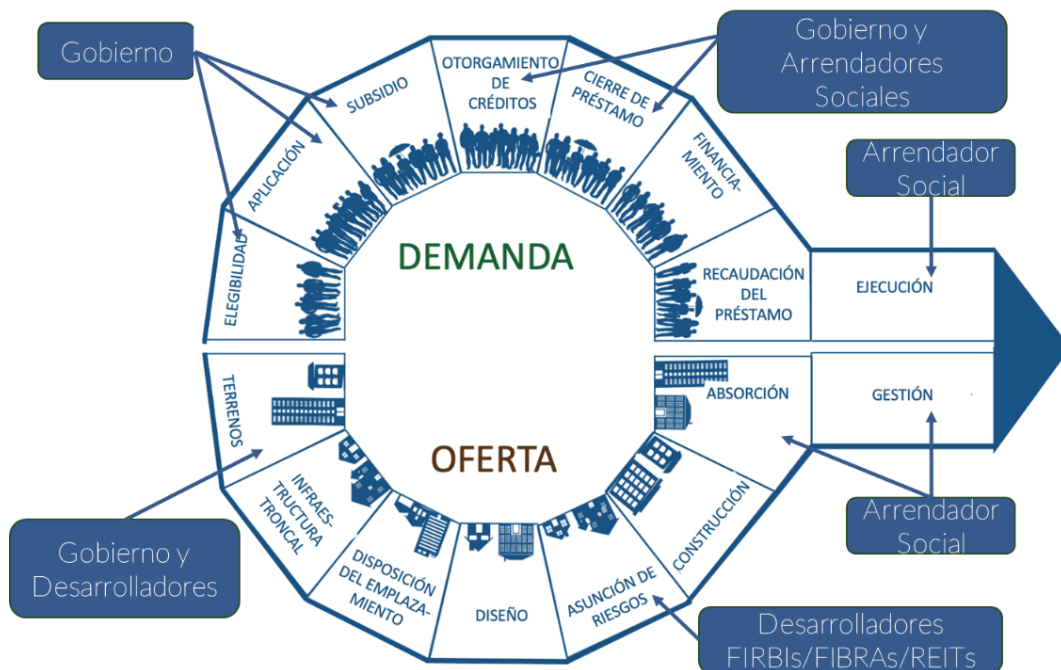 Gobierno
Gobierno y
Arrendadores
Sociales
SUBSIDIO
OTORGAMIENTO
DE
CRÉDITOS
CIERRE DE
PRÉSTAMO
APLICACIÓN
FINANCIA-
MIENTO
Arrendador
Social
ELEGIBILIDAD
DEMANDA
RECAUDACIÓN
DEL
PRÉSTAMO
EJECUCIÓN
TERRENOS
ABSORCIÓN
GESTIÓN
OFERTA
INFRAES-
TRUCTURA
TRONCAL
CONSTRUCCIÓN
Arrendador
Social
Gobierno y
Desarrolladores
DISPOSICIÓN
DEL EMPLAZA-
MIENTO
DISEÑO
ASUNCIÓN DE
RIESGOS
Desarrolladores
FIRBIs/FIBRAs/REITs